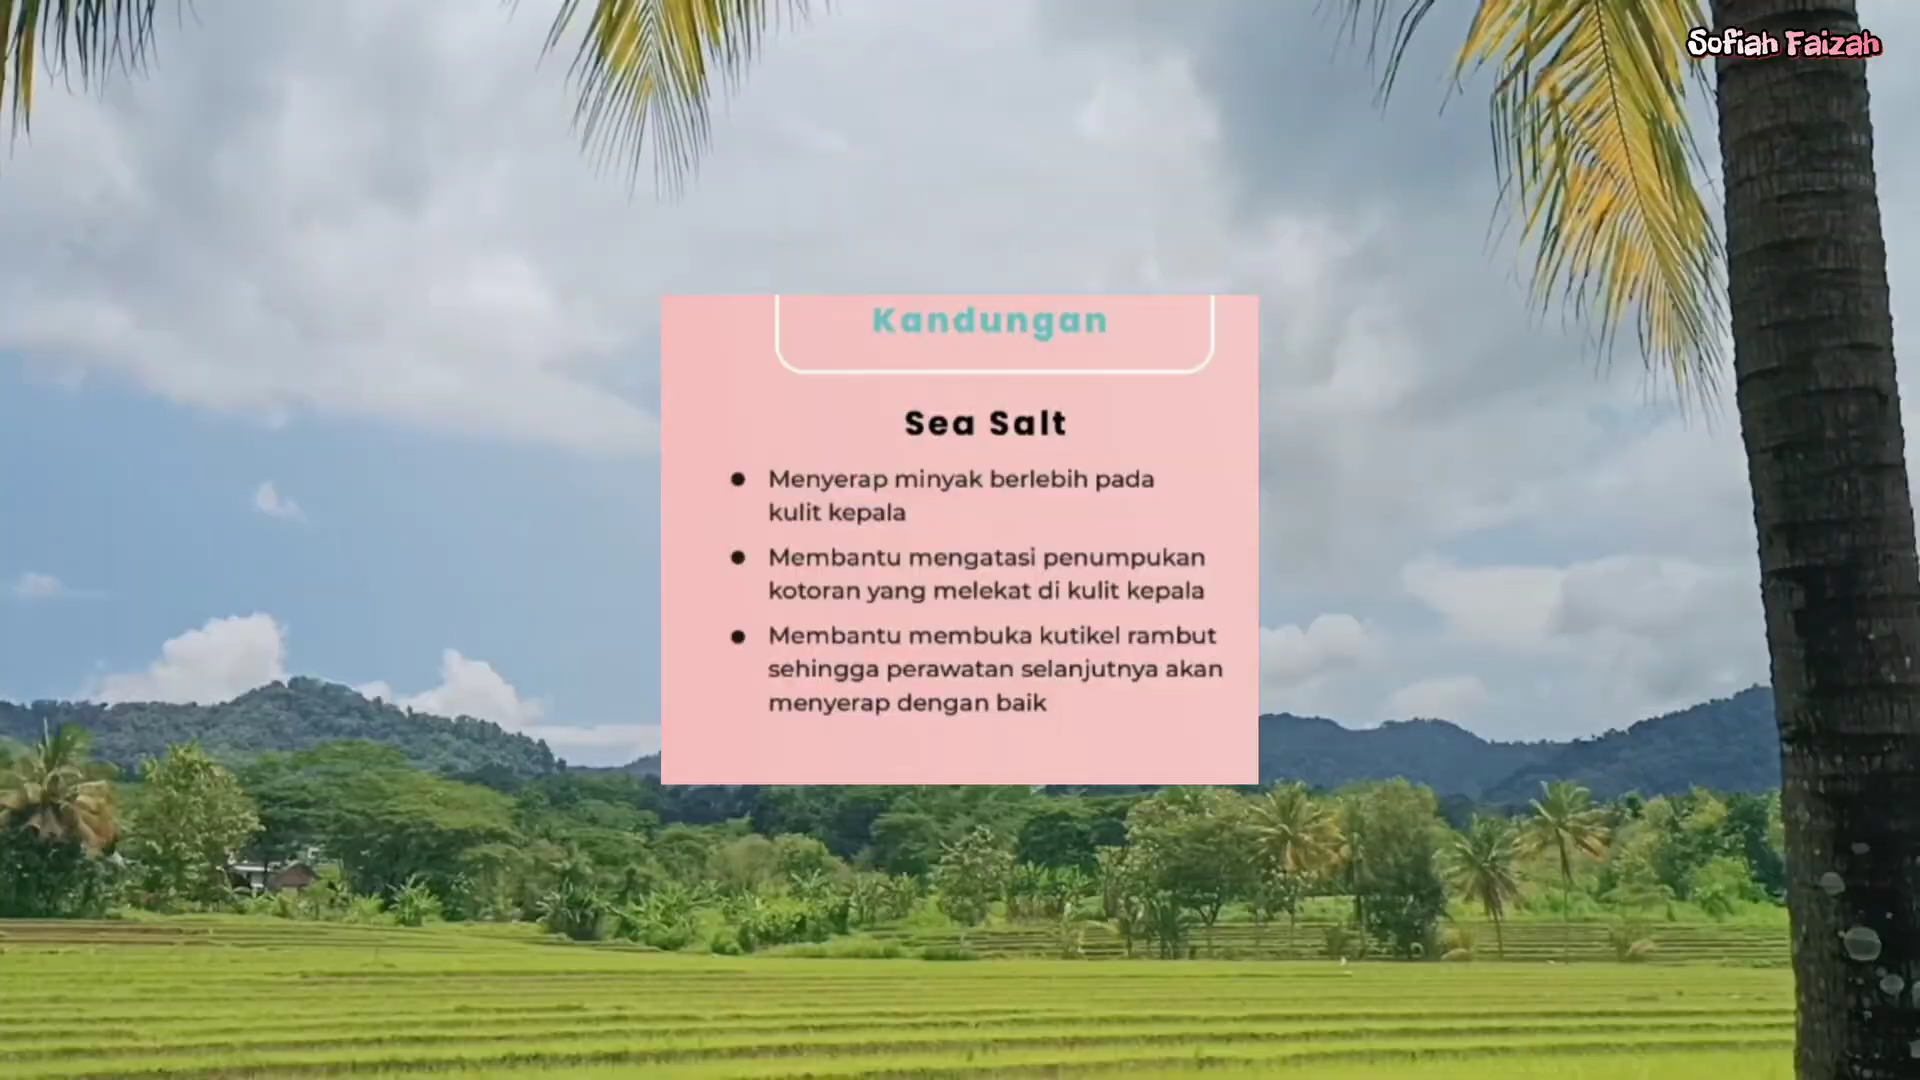 Sofiah Faizah
Kandungan
Sea Salt
● Menyerap minyak berlebih pada
kulit kepala
● Membantu mengatasi penumpukan
kotoran yang melekat di kulit kepala
● Membantu membuka kutikel rambut
sehingga perawatan selanjutnya akan
menyerap dengan baik